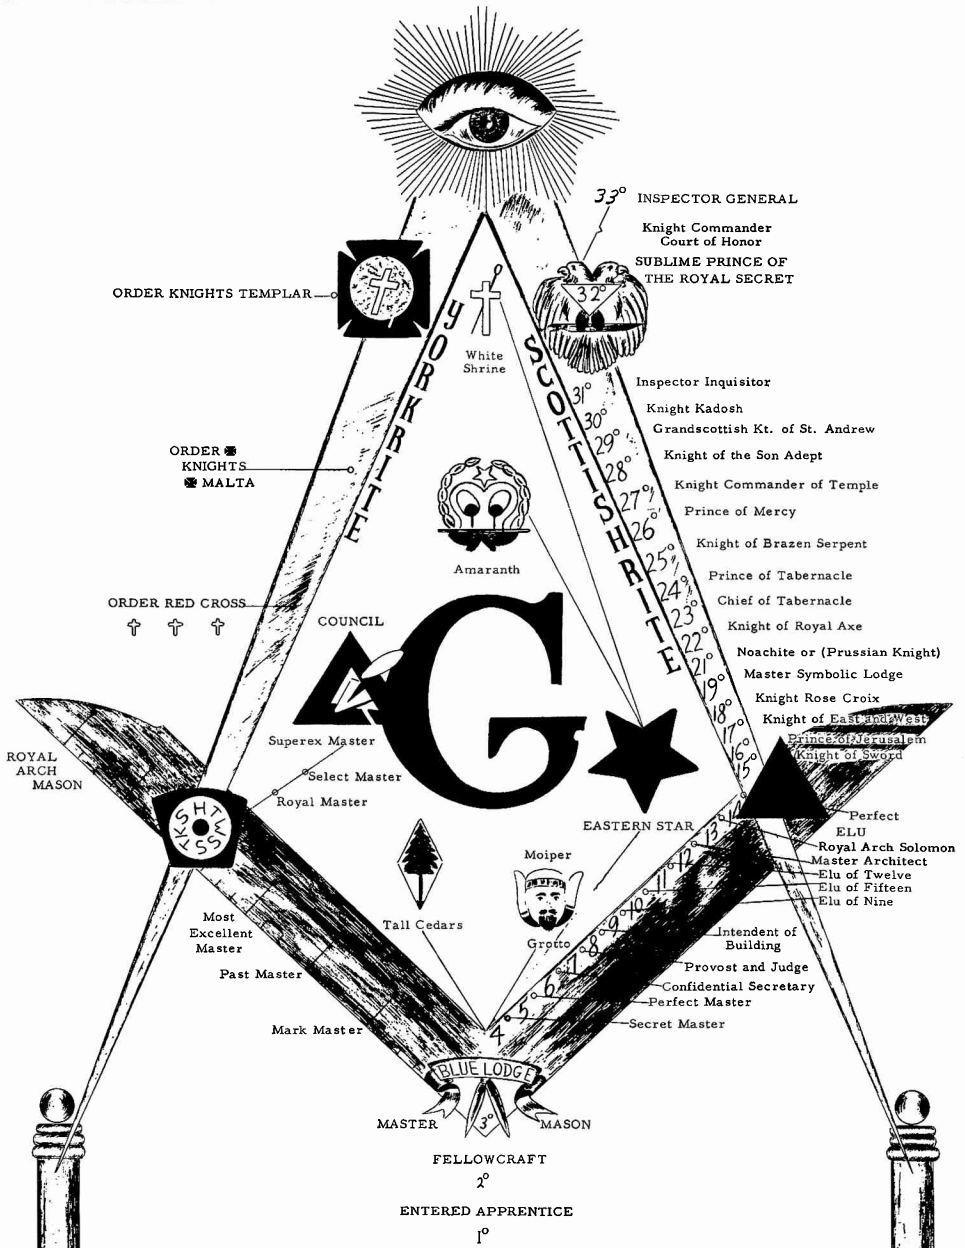 33° INSPECTOR GENERAL
Knight Commander
Court of Honor
SUBLIME PRINCE OF
THE ROYAL SECRET
32°
ORDER KNIGHTS TEMPLAR
YORK RITE
SCOTTISH RITE
White
Shrine
31° Inspector Inquisitor
30° Knight Kadosh
29° Grandscottish Kt. of St. Andrew
28° Knight of the Son Adept
27° Knight Commander of Temple
26° Prince of Mercy
25° Knight of Brazen Serpent
24° Prince of Tabernacle
23° Chief of Tabernacle
22° Knight of Royal Axe
21° Noachite or (Prussian Knight)
19° Master Symbolic Lodge
18° Knight Rose Croix
17° Knight of East and West
16° Prince of Jerusalem
15° Knight of Sword
ORDER
KNIGHTS
MALTA
Amaranth
ORDER RED CROSS
COUNCIL
G
Superex Master
Select Master
Royal Master
ROYAL
ARCH
MASON
HTWSSTKS
EASTERN STAR
14
Perfect
ELU
13
Royal Arch Solomon
12
Master Architect
11
Elu of Twelve
10
Elu of Fifteen
9
Elu of Nine
8
Intendent of
Building
7
Provost and Judge
6
Confidential Secretary
5
Perfect Master
4
Secret Master
Moiper
Grotto
Tall Cedars
Most
Excellent
Master
Past Master
Mark Master
BLUE LODGE
MASTER 3° MASON
FELLOWCRAFT
2°
ENTERED APPRENTICE
1°